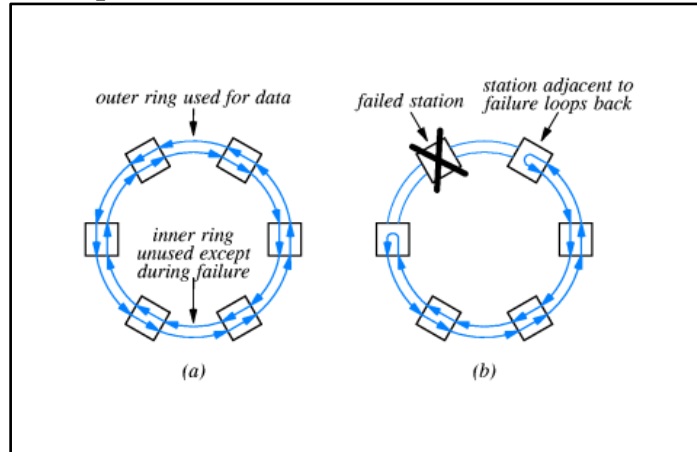 outer ring used for data
inner ring
unused except
during failure
(a)
failed station
station adjacent to
failure loops back
(b)